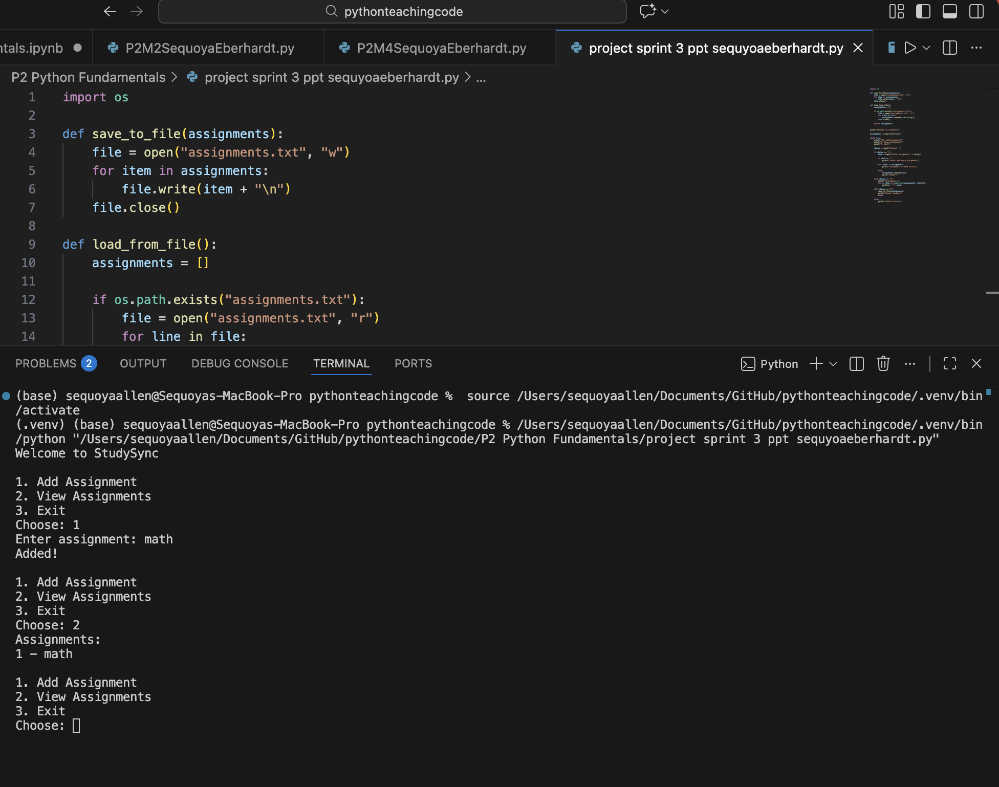 pythonteachingcode
ntals.ipynb
P2M2SequoyaEberhardt.py
P2M4SequoyaEberhardt.py
project sprint 3 ppt sequyoaeberhardt.py
P2 Python Fundamentals > project sprint 3 ppt sequyoaeberhardt.py > ...
1 import os
2
3 def save_to_file(assignments):
4 file = open("assignments.txt", "w")
5 for item in assignments:
6 file.write(item + "\n")
7 file.close()
8
9 def load_from_file():
10 assignments = []
11
12 if os.path.exists("assignments.txt"):
13 file = open("assignments.txt", "r")
14 for line in file:
PROBLEMS 2 OUTPUT DEBUG CONSOLE TERMINAL PORTS
Python
(base) sequoyaallen@Sequoyas-MacBook-Pro pythonteachingcode %  source /Users/sequoyaallen/Documents/GitHub/pythonteachingcode/.venv/bin
/activate
(.venv) (base) sequoyaallen@Sequoyas-MacBook-Pro pythonteachingcode % /Users/sequoyaallen/Documents/GitHub/pythonteachingcode/.venv/bin
/python "/Users/sequoyaallen/Documents/GitHub/pythonteachingcode/P2 Python Fundamentals/project sprint 3 ppt sequyoaeberhardt.py"
Welcome to StudySync
1. Add Assignment
2. View Assignments
3. Exit
Choose: 1
Enter assignment: math
Added!
1. Add Assignment
2. View Assignments
3. Exit
Choose: 2
Assignments:
1 - math
1. Add Assignment
2. View Assignments
3. Exit
Choose: